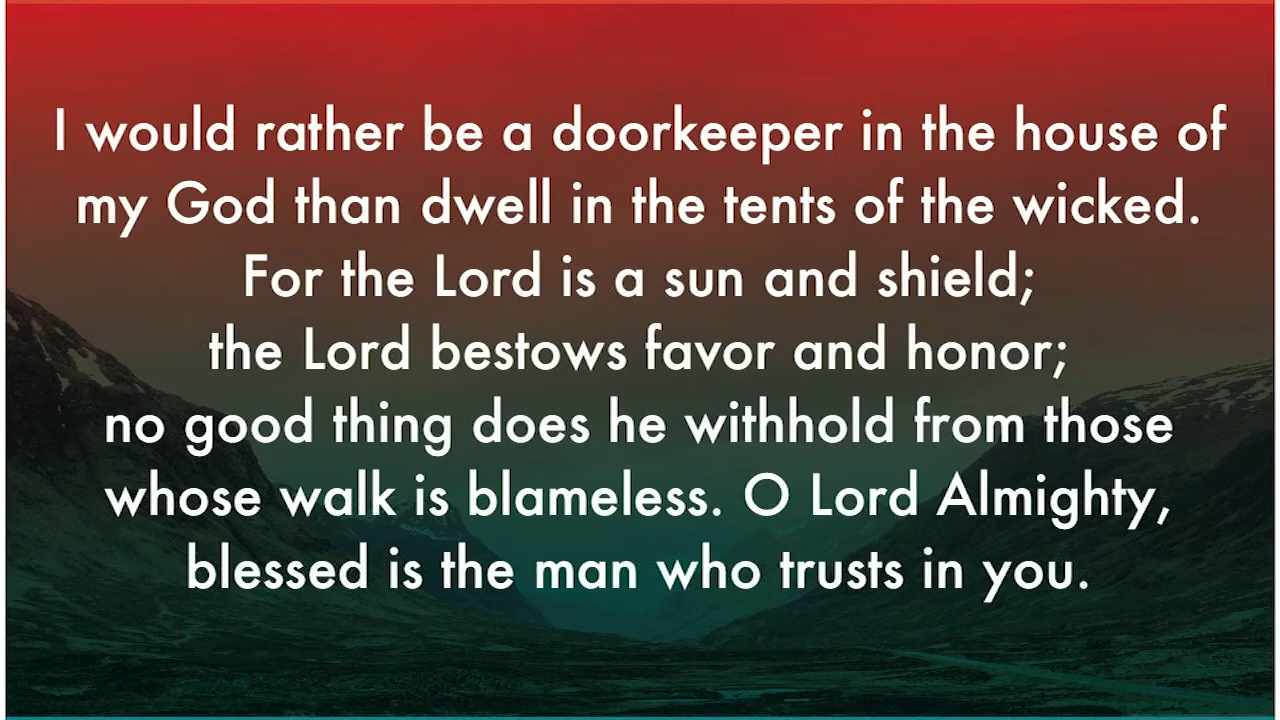 I would rather be a doorkeeper in the house of
my God than dwell in the tents of the wicked.
For the Lord is a sun and shield;
the Lord bestows favor and honor;
no good thing does he withhold from those
whose walk is blameless. O Lord Almighty,
blessed is the man who trusts in you.